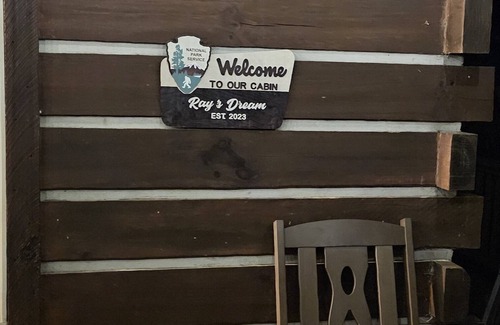 NATIONAL
PARK
SERVICE
Welcome
TO OUR CABIN
Ray's Dream
EST. 2023